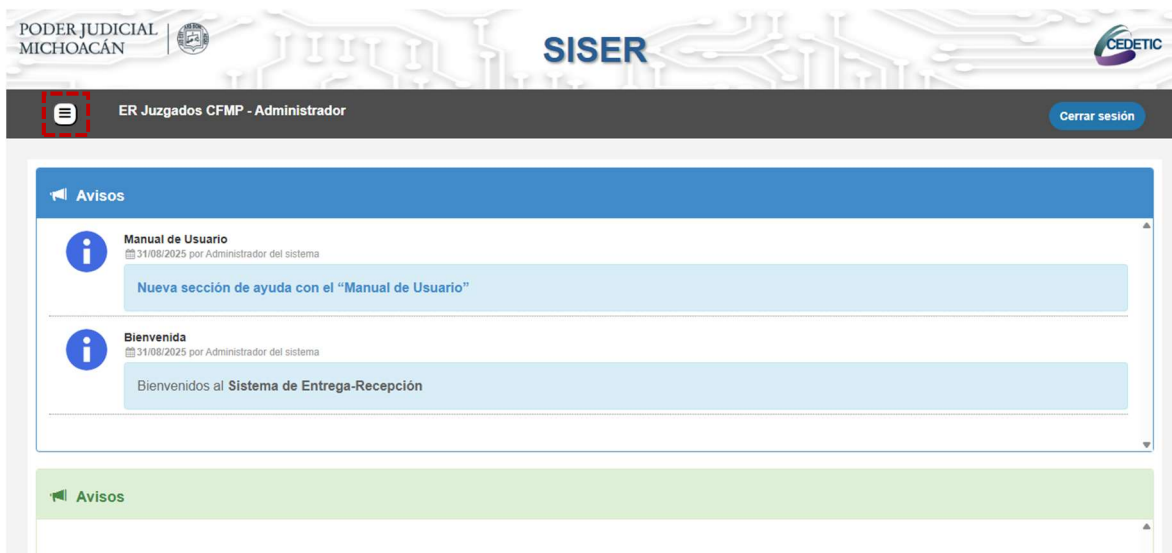 PODER JUDICIAL
MICHOACÁN
SISER
CEDETIC
ER Juzgados CFMP - Administrador
Cerrar sesión
Avisos
Manual de Usuario
31/08/2025 por Administrador del sistema
Nueva sección de ayuda con el “Manual de Usuario”
Bienvenida
31/08/2025 por Administrador del sistema
Bienvenidos al Sistema de Entrega-Recepción
Avisos